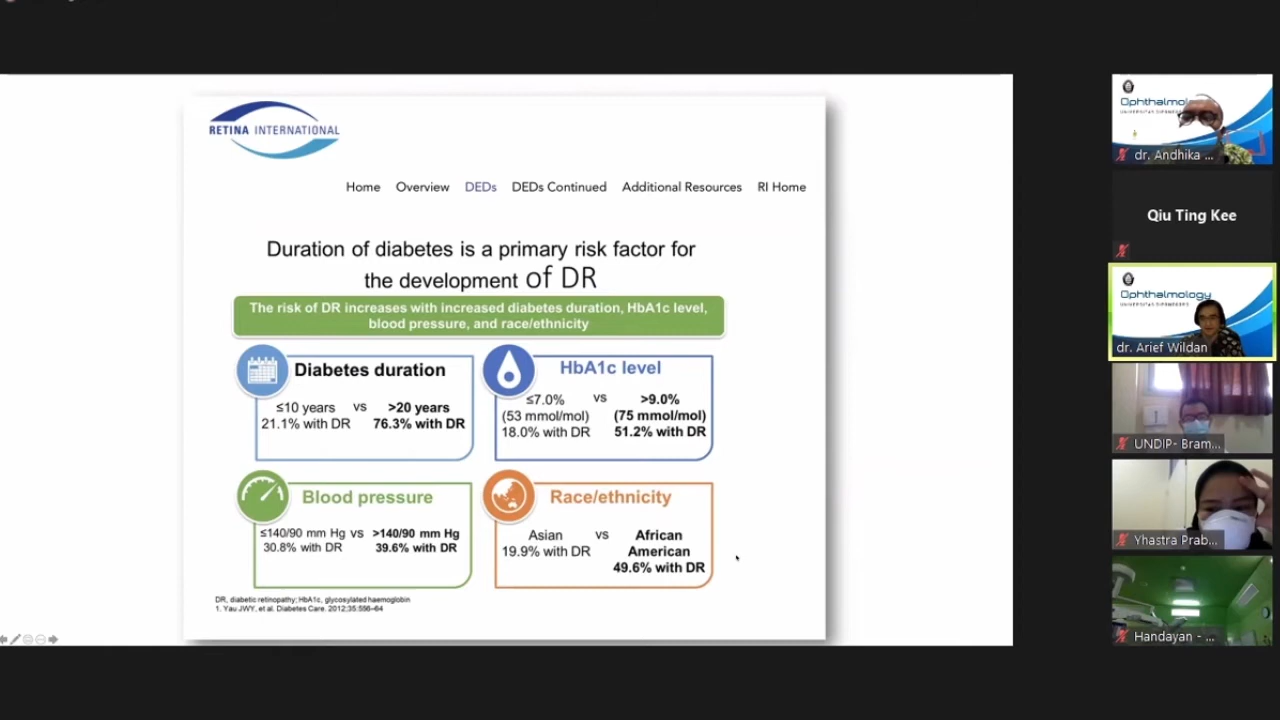 RETINA INTERNATIONAL
Home Overview DEDs DEDs Continued Additional Resources RI Home
Duration of diabetes is a primary risk factor for
the development of DR
The risk of DR increases with increased diabetes duration, HbA1c level,
blood pressure, and race/ethnicity
Diabetes duration
≤10 years vs >20 years
21.1% with DR 76.3% with DR
HbA1c level
≤7.0% vs >9.0%
(53 mmol/mol) (75 mmol/mol)
18.0% with DR 51.2% with DR
Blood pressure
≤140/90 mm Hg vs >140/90 mm Hg
30.8% with DR 39.6% with DR
Race/ethnicity
Asian vs African
19.9% with DR American
49.6% with DR
DR, diabetic retinopathy; HbA1c, glycosylated haemoglobin
1. Yau JWY, et al. Diabetes Care. 2012;35:556–64
Ophthalmol
dr. Andhika ...
Qiu Ting Kee
Ophthalmology
dr. Arief Wildan
UNDIP- Bram...
Yhastra Prab...
Handayan - ...